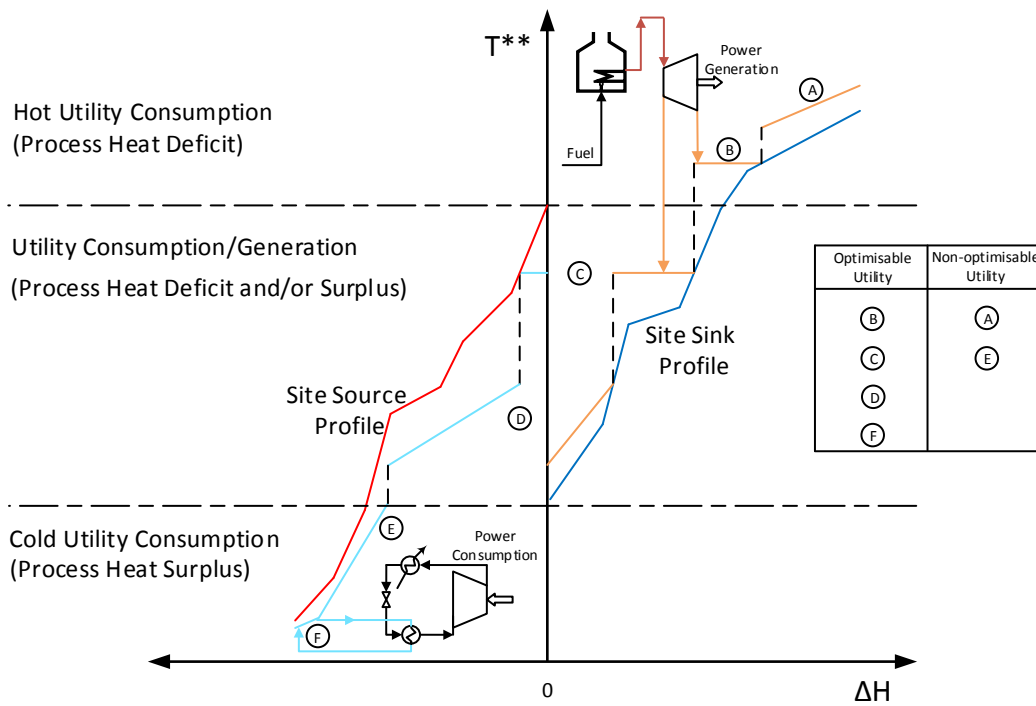 T**
Power
Generation
A
Hot Utility Consumption
(Process Heat Deficit)
B
Fuel
Utility Consumption/Generation
(Process Heat Deficit and/or Surplus)
C
Optimisable
Utility
Non-optimisable
Utility
B
A
C
E
D
F
Site Sink
Profile
Site Source
Profile
D
E
Cold Utility Consumption
(Process Heat Surplus)
Power
Consumption
F
0
ΔH